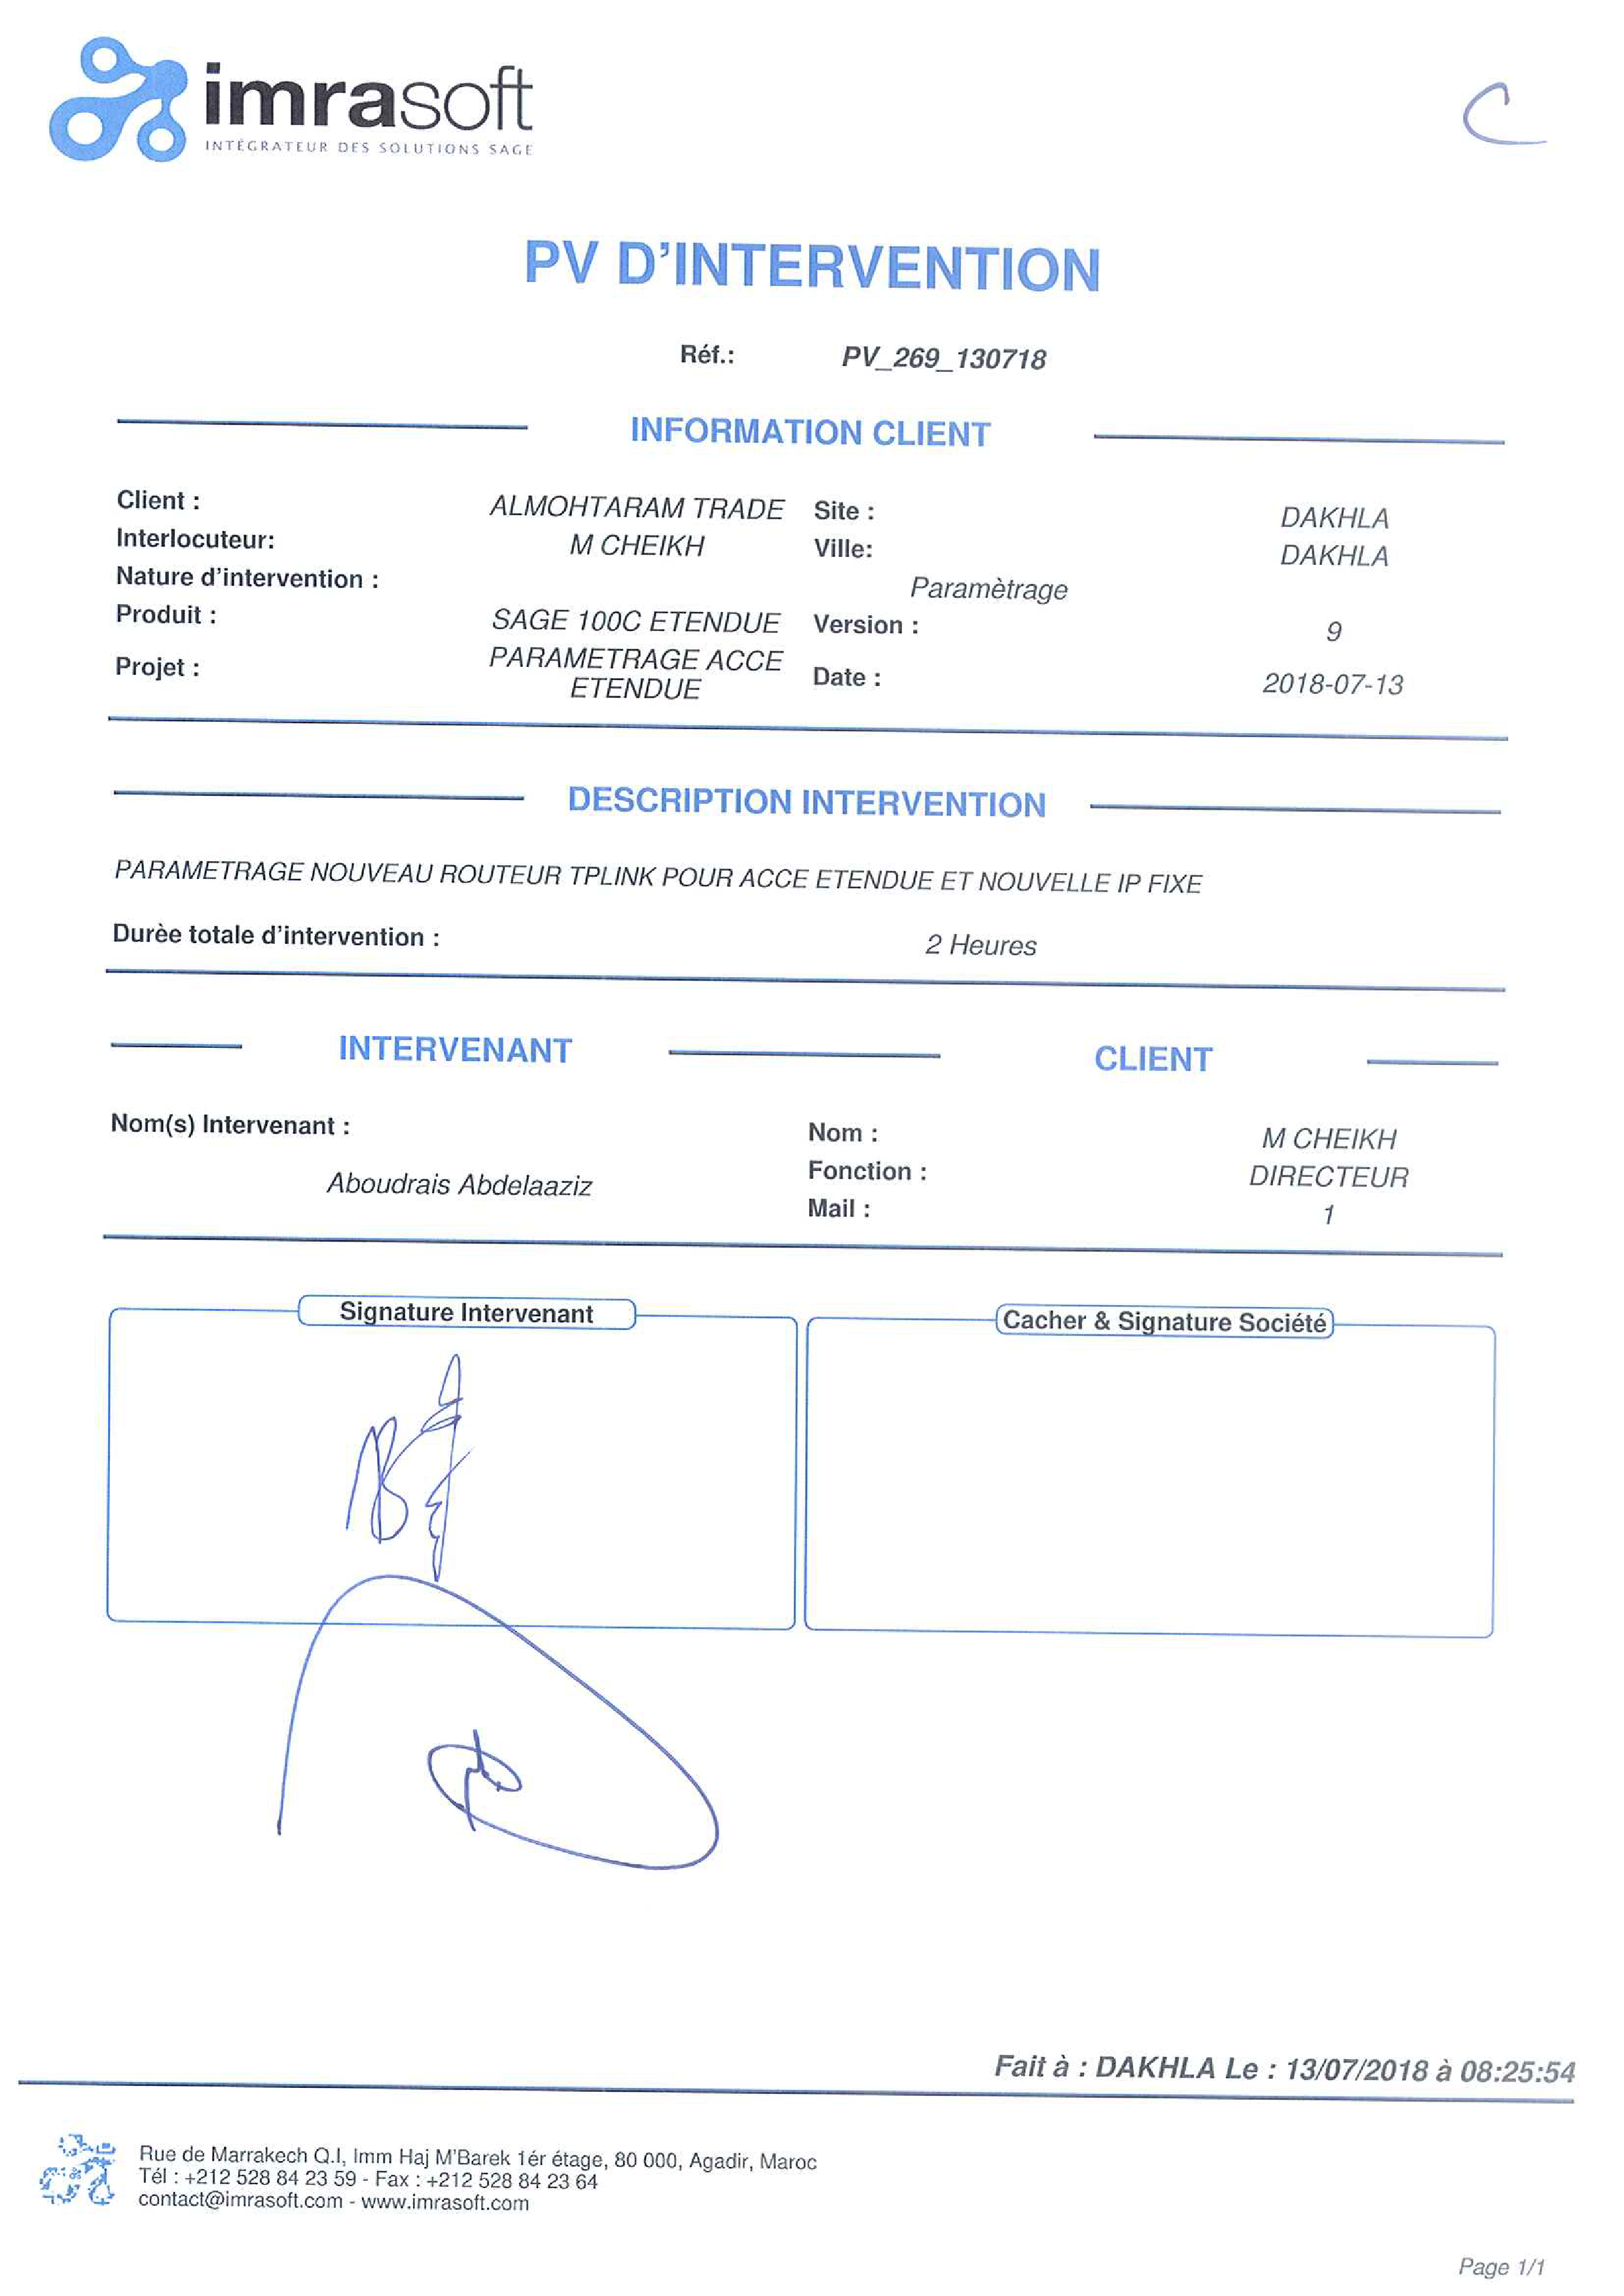 imrasoft
INTÉGRATEUR DES SOLUTIONS SAGE
C
PV D'INTERVENTION
Réf.: PV_269_130718
INFORMATION CLIENT
Client : ALMOHTARAM TRADE Site : DAKHLA
Interlocuteur: M CHEIKH Ville: DAKHLA
Nature d'intervention : Paramètrage
Produit : SAGE 100C ETENDUE Version : 9
Projet : PARAMETRAGE ACCE ETENDUE Date : 2018-07-13
DESCRIPTION INTERVENTION
PARAMETRAGE NOUVEAU ROUTEUR TPLINK POUR ACCE ETENDUE ET NOUVELLE IP FIXE
Durèe totale d'intervention : 2 Heures
INTERVENANT CLIENT
Nom(s) Intervenant : Nom : M CHEIKH
Aboudrais Abdelaaziz Fonction : DIRECTEUR
Mail : 1
Signature Intervenant Cacher & Signature Société
Fait à : DAKHLA Le : 13/07/2018 à 08:25:54
Rue de Marrakech Q.I, Imm Haj M'Barek 1ér étage, 80 000, Agadir, Maroc
Tél : +212 528 84 23 59 - Fax : +212 528 84 23 64
contact@imrasoft.com - www.imrasoft.com
Page 1/1